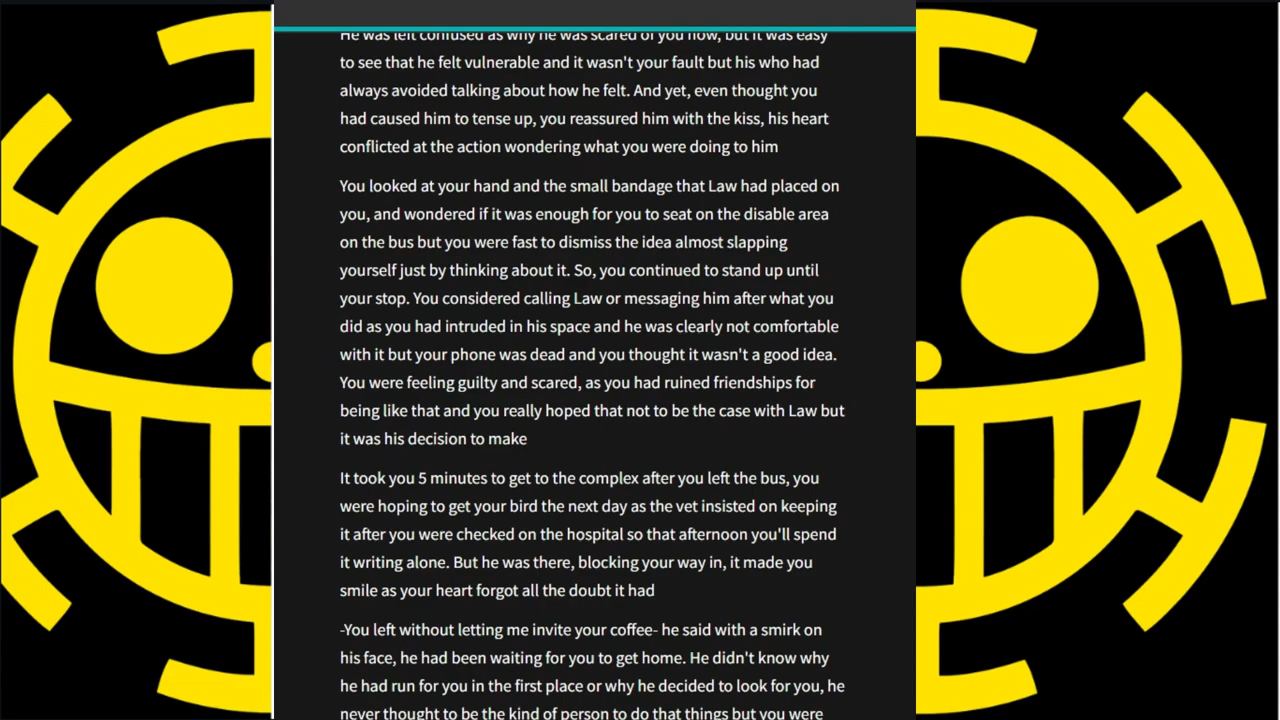 He was left confused as why he was scared of you now, but it was easy
to see that he felt vulnerable and it wasn't your fault but his who had
always avoided talking about how he felt. And yet, even thought you
had caused him to tense up, you reassured him with the kiss, his heart
conflicted at the action wondering what you were doing to him
You looked at your hand and the small bandage that Law had placed on
you, and wondered if it was enough for you to seat on the disable area
on the bus but you were fast to dismiss the idea almost slapping
yourself just by thinking about it. So, you continued to stand up until
your stop. You considered calling Law or messaging him after what you
did as you had intruded in his space and he was clearly not comfortable
with it but your phone was dead and you thought it wasn't a good idea.
You were feeling guilty and scared, as you had ruined friendships for
being like that and you really hoped that not to be the case with Law but
it was his decision to make
It took you 5 minutes to get to the complex after you left the bus, you
were hoping to get your bird the next day as the vet insisted on keeping
it after you were checked on the hospital so that afternoon you'll spend
it writing alone. But he was there, blocking your way in, it made you
smile as your heart forgot all the doubt it had
-You left without letting me invite your coffee- he said with a smirk on
his face, he had been waiting for you to get home. He didn't know why
he had run for you in the first place or why he decided to look for you, he
never thought to be the kind of person to do that things but you were